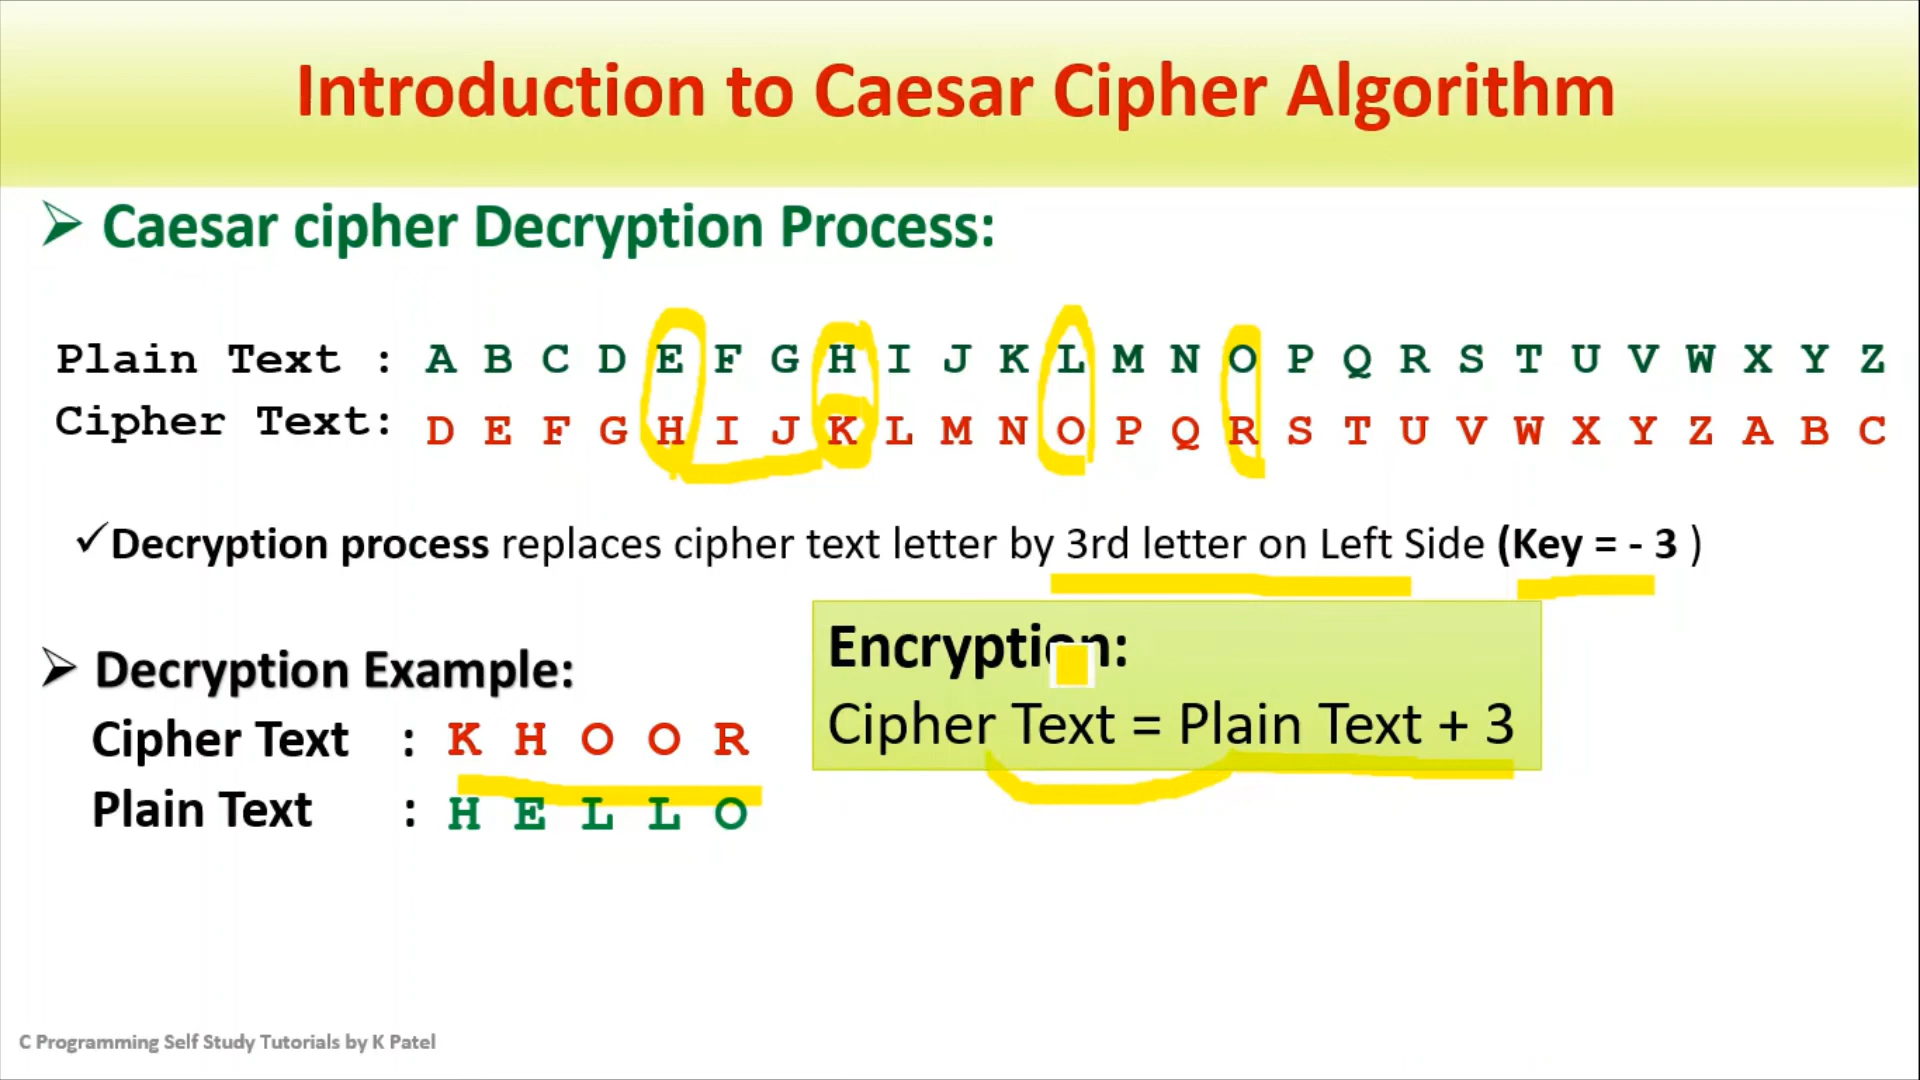 Introduction to Caesar Cipher Algorithm
Caesar cipher Decryption Process:
Plain Text : A B C D E F G H I J K L M N O P Q R S T U V W X Y Z
Cipher Text: D E F G H I J K L M N O P Q R S T U V W X Y Z A B C
Decryption process replaces cipher text letter by 3rd letter on Left Side (Key = - 3 )
Decryption Example:
Cipher Text : K H O O R
Plain Text : H E L L O
Encryption:
Cipher Text = Plain Text + 3
C Programming Self Study Tutorials by K Patel